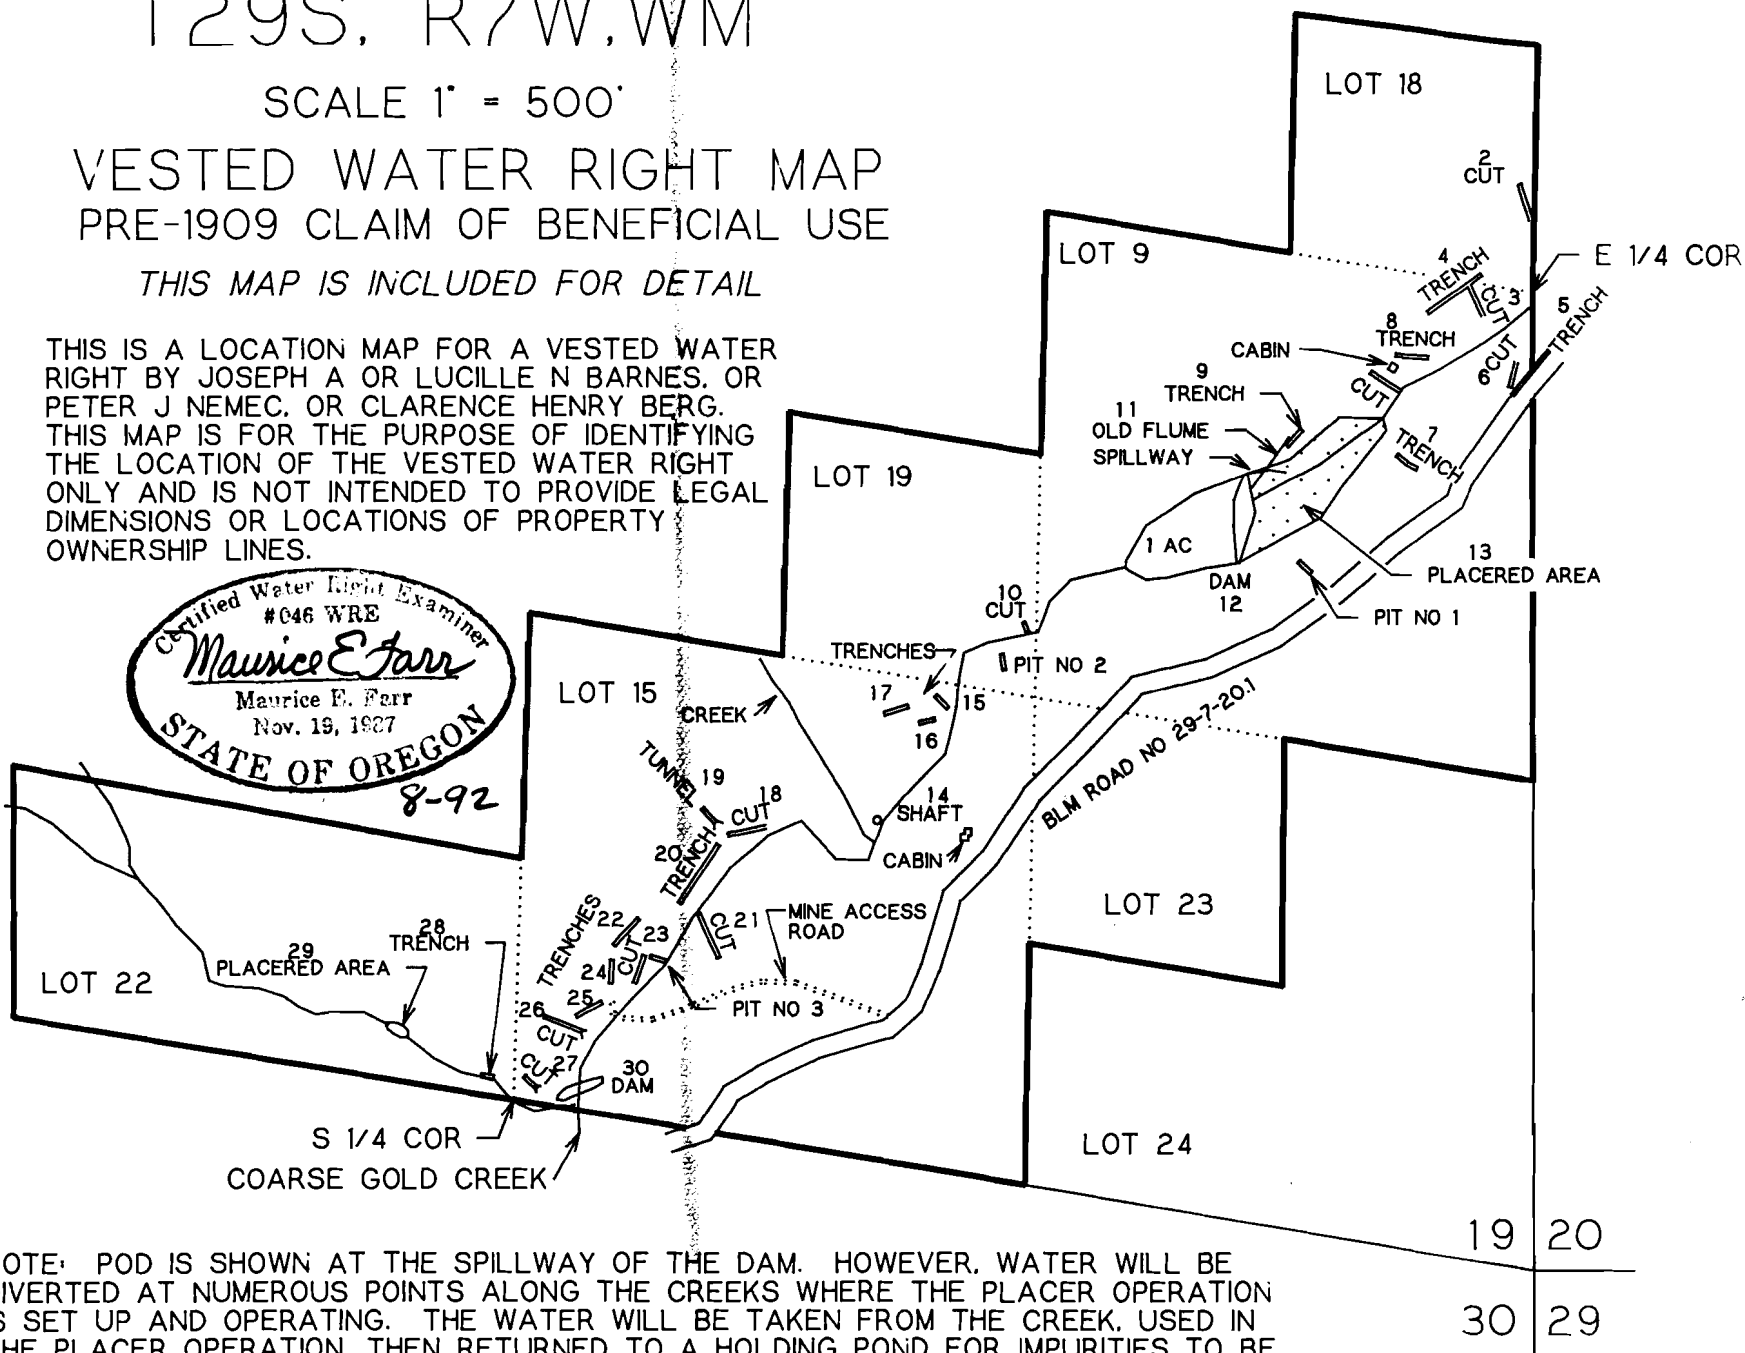 T29S, R7W,WM
SCALE 1" = 500'
VESTED WATER RIGHT MAP
PRE-1909 CLAIM OF BENEFICIAL USE
THIS MAP IS INCLUDED FOR DETAIL
THIS IS A LOCATION MAP FOR A VESTED WATER
RIGHT BY JOSEPH A OR LUCILLE N BARNES, OR
PETER J NEMEC, OR CLARENCE HENRY BERG.
THIS MAP IS FOR THE PURPOSE OF IDENTIFYING
THE LOCATION OF THE VESTED WATER RIGHT
ONLY AND IS NOT INTENDED TO PROVIDE LEGAL
DIMENSIONS OR LOCATIONS OF PROPERTY
OWNERSHIP LINES.
Certified Water Right Examiner
#046 WRE
Maurice E Farr
Maurice E. Farr
Nov. 19, 1987
STATE OF OREGON
8-92
LOT 18
2
CUT
LOT 9
E 1/4 COR
4
TRENCH
CUT
3
5
TRENCH
8
TRENCH
CABIN
CUT
CUT
6
9
TRENCH
11
OLD FLUME
SPILLWAY
7
TRENCH
LOT 19
1 AC
DAM
12
13
PLACERED AREA
PIT NO 1
10
CUT
PIT NO 2
TRENCHES
17
15
16
LOT 15
CREEK
BLM ROAD NO 29-7-20.1
TUNNEL
19
18
CUT
14
SHAFT
CABIN
20
TRENCH
LOT 23
TRENCHES
22
CUT
23
CUT
21
MINE ACCESS
ROAD
24
25
26
CUT
PIT NO 3
28
TRENCH
29
PLACERED AREA
LOT 22
CUT
27
30
DAM
S 1/4 COR
COARSE GOLD CREEK
LOT 24
19 20
30 29
OTE: POD IS SHOWN AT THE SPILLWAY OF THE DAM. HOWEVER, WATER WILL BE
IVERTED AT NUMEROUS POINTS ALONG THE CREEKS WHERE THE PLACER OPERATION
S SET UP AND OPERATING. THE WATER WILL BE TAKEN FROM THE CREEK, USED IN
HE PLACER OPERATION, THEN RETURNED TO A HOLDING POND FOR IMPURITIES TO BE